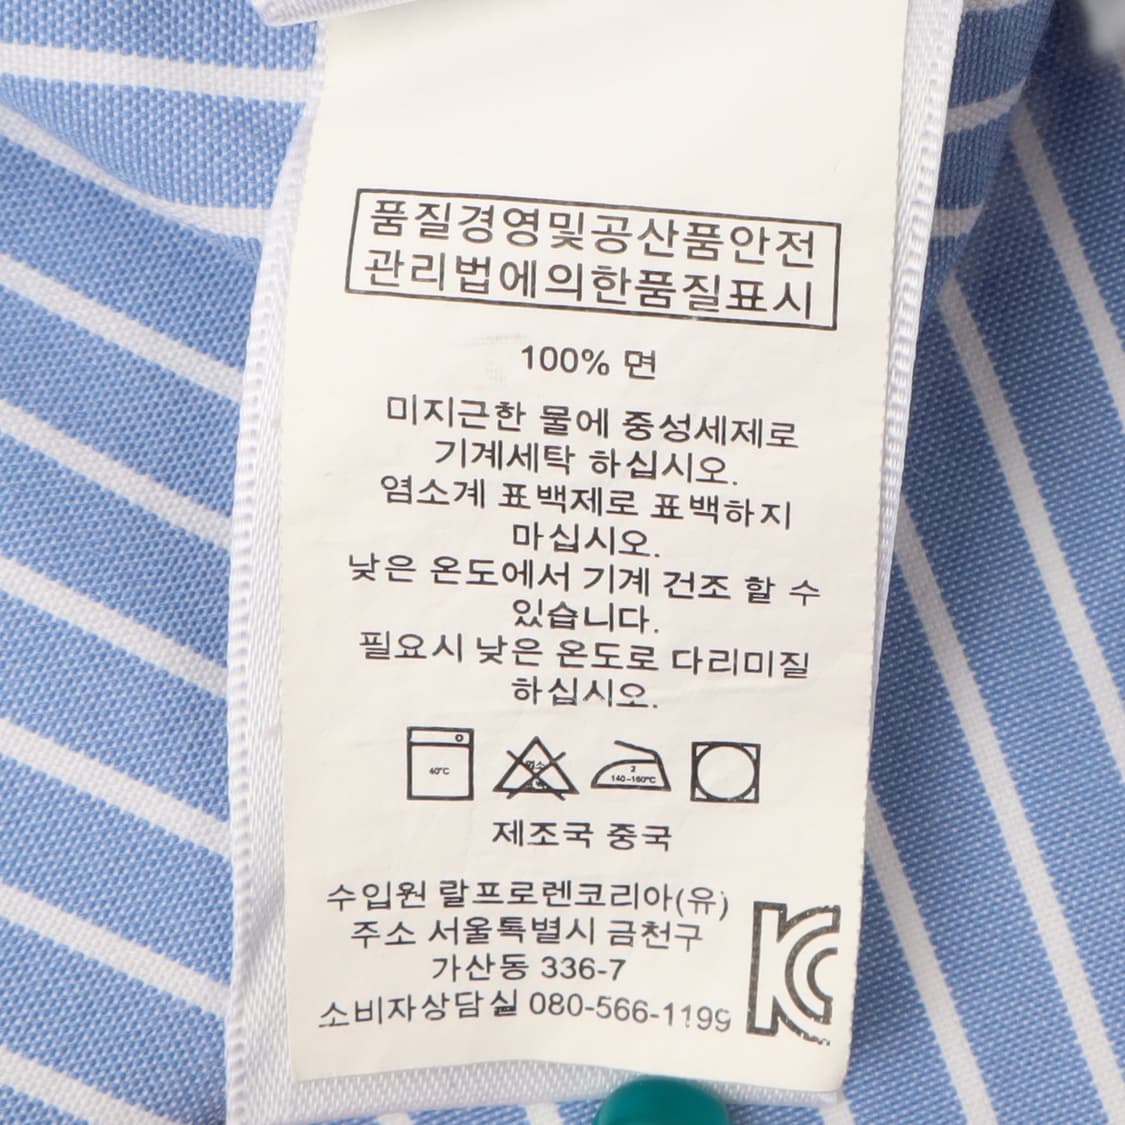 품질경영및공산품안전
관리법에의한품질표시
100% 면
미지근한 물에 중성세제로
기계세탁 하십시오.
염소계 표백제로 표백하지
마십시오.
낮은 온도에서 기계 건조 할 수
있습니다.
필요시 낮은 온도로 다리미질
하십시오.
40°C
염소
2
140~160°C
제조국 중국
수입원 랄프로렌코리아(유)
주소 서울특별시 금천구
가산동 336-7
소비자상담실 080-566-1199
KC